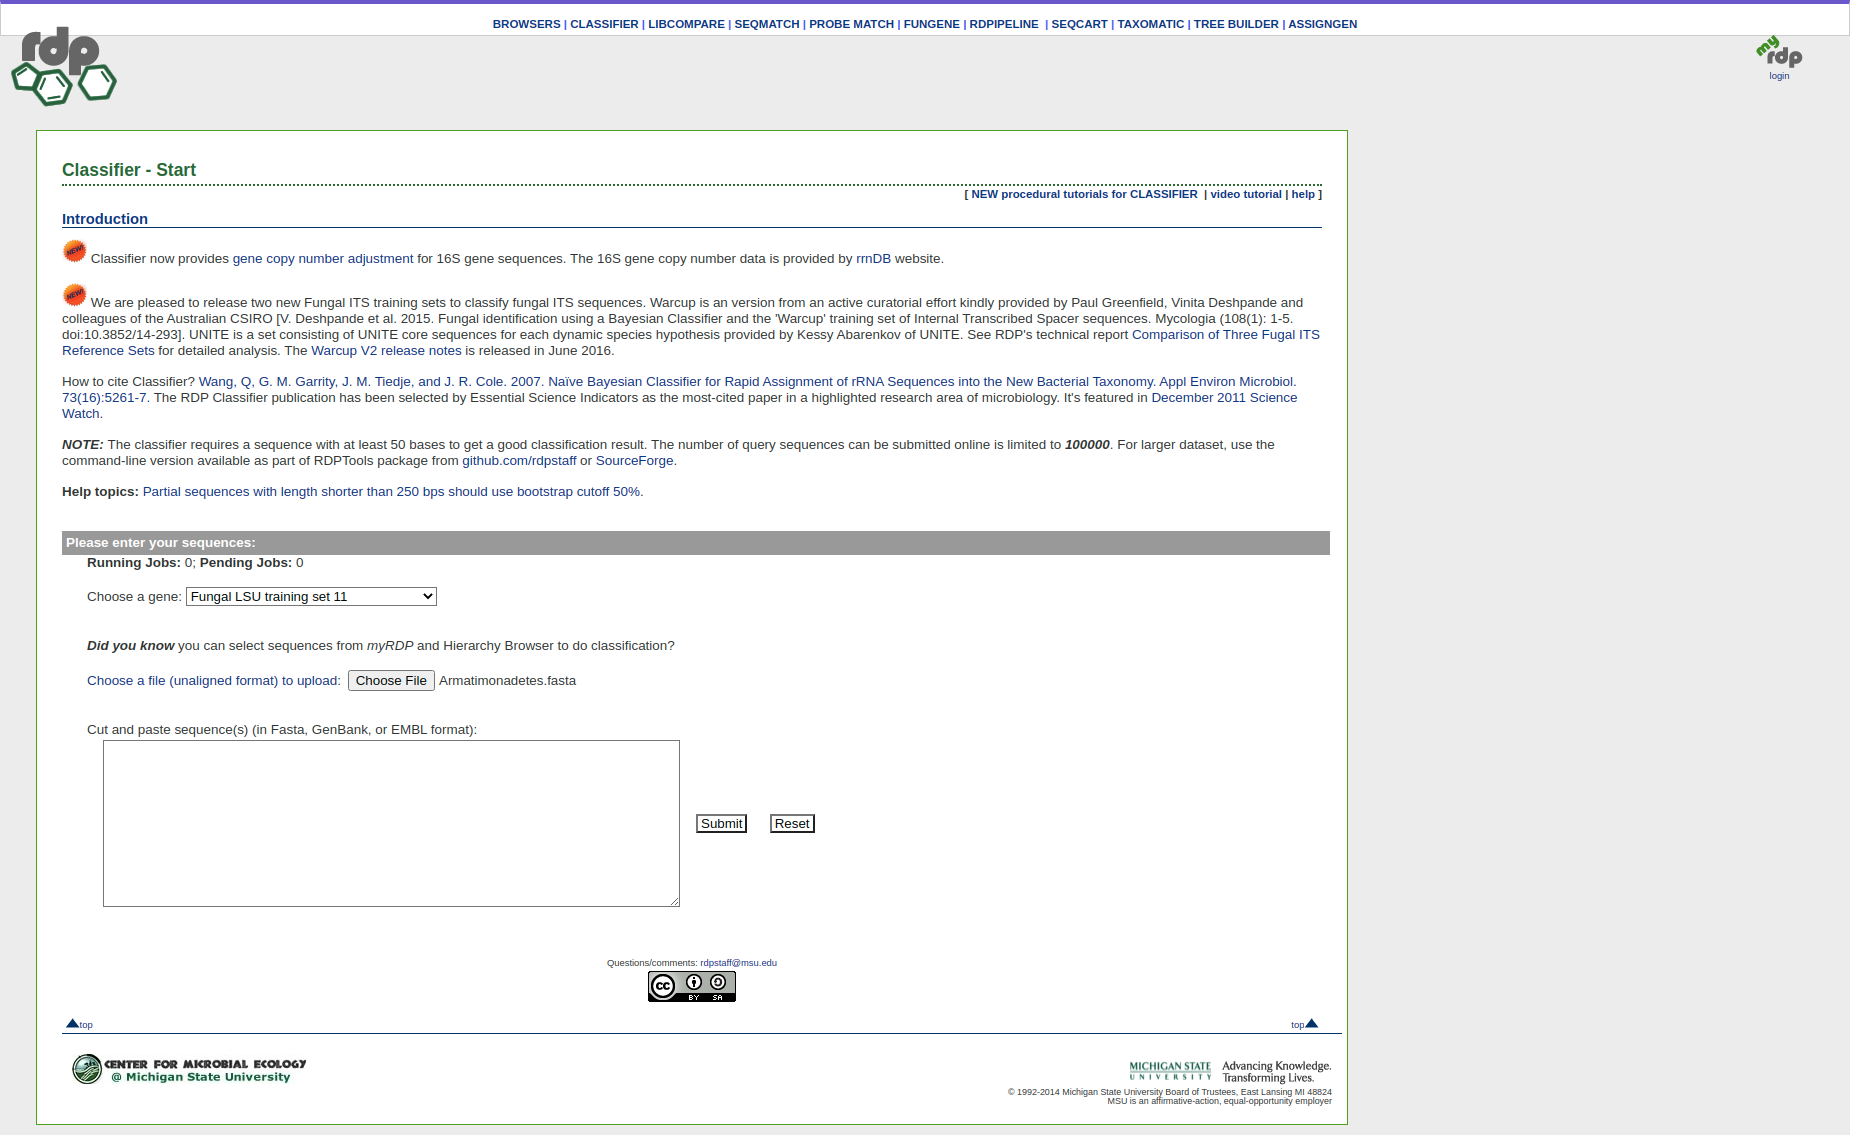 BROWSERS | CLASSIFIER | LIBCOMPARE | SEQMATCH | PROBE MATCH | FUNGENE | RDPIPELINE | SEQCART | TAXOMATIC | TREE BUILDER | ASSIGNGEN
rdp
my
rdp
login
Classifier - Start
[ NEW procedural tutorials for CLASSIFIER | video tutorial | help ]
Introduction
NEW! Classifier now provides gene copy number adjustment for 16S gene sequences. The 16S gene copy number data is provided by rrnDB website.
NEW! We are pleased to release two new Fungal ITS training sets to classify fungal ITS sequences. Warcup is an version from an active curatorial effort kindly provided by Paul Greenfield, Vinita Deshpande and
colleagues of the Australian CSIRO [V. Deshpande et al. 2015. Fungal identification using a Bayesian Classifier and the 'Warcup' training set of Internal Transcribed Spacer sequences. Mycologia (108(1): 1-5.
doi:10.3852/14-293]. UNITE is a set consisting of UNITE core sequences for each dynamic species hypothesis provided by Kessy Abarenkov of UNITE. See RDP's technical report Comparison of Three Fugal ITS
Reference Sets for detailed analysis. The Warcup V2 release notes is released in June 2016.
How to cite Classifier? Wang, Q, G. M. Garrity, J. M. Tiedje, and J. R. Cole. 2007. Naïve Bayesian Classifier for Rapid Assignment of rRNA Sequences into the New Bacterial Taxonomy. Appl Environ Microbiol.
73(16):5261-7. The RDP Classifier publication has been selected by Essential Science Indicators as the most-cited paper in a highlighted research area of microbiology. It's featured in December 2011 Science
Watch.
NOTE: The classifier requires a sequence with at least 50 bases to get a good classification result. The number of query sequences can be submitted online is limited to 100000. For larger dataset, use the
command-line version available as part of RDPTools package from github.com/rdpstaff or SourceForge.
Help topics: Partial sequences with length shorter than 250 bps should use bootstrap cutoff 50%.
Please enter your sequences:
Running Jobs: 0; Pending Jobs: 0
Choose a gene: Fungal LSU training set 11
Did you know you can select sequences from myRDP and Hierarchy Browser to do classification?
Choose a file (unaligned format) to upload: Choose File Armatimonadetes.fasta
Cut and paste sequence(s) (in Fasta, GenBank, or EMBL format):
Submit Reset
Questions/comments: rdpstaff@msu.edu
cc BY SA
top top
CENTER FOR MICROBIAL ECOLOGY
@ Michigan State University
MICHIGAN STATE
UNIVERSITY
Advancing Knowledge.
Transforming Lives.
© 1992-2014 Michigan State University Board of Trustees, East Lansing MI 48824
MSU is an affirmative-action, equal-opportunity employer